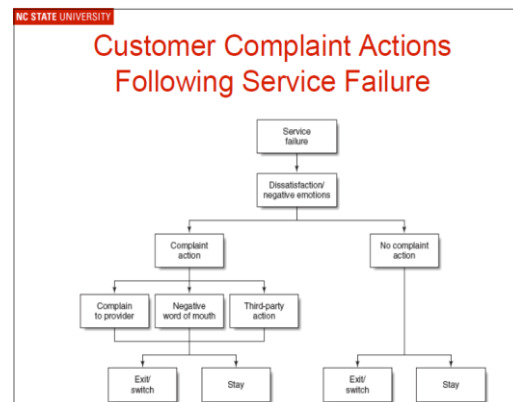 NC STATE UNIVERSITY
Customer Complaint Actions
Following Service Failure
Service
failure
Dissatisfaction/
negative emotions
Complaint
action
No complaint
action
Complain
to provider
Negative
word of mouth
Third-party
action
Exit/
switch
Stay
Exit/
switch
Stay